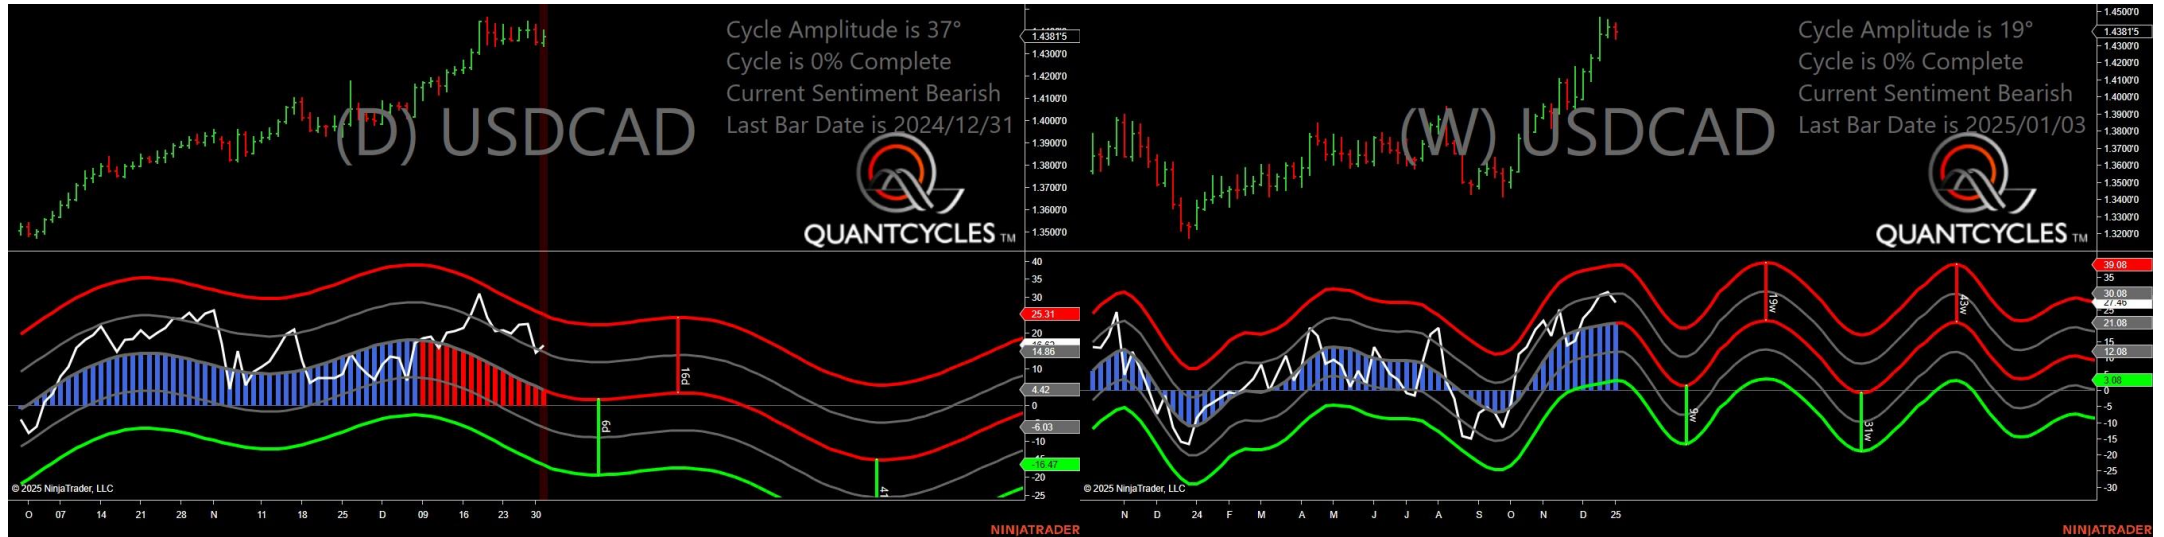 Cycle Amplitude is 37°
Cycle is 0% Complete
Current Sentiment Bearish
Last Bar Date is 2024/12/31
(D) USDCAD
QUANTCYCLES TM
1.4381'5
1.4300'0
1.4200'0
1.4100'0
1.4000'0
1.3900'0
1.3800'0
1.3700'0
1.3600'0
1.3500'0
40
35
30
25.31
20
14.86
10
4.42
0
-6.03
-10
-16.47
-20
-25
16d
6d
41
© 2025 NinjaTrader, LLC
O 07 14 21 28 N 11 18 25 D 09 16 23 30
NINJATRADER
Cycle Amplitude is 19°
Cycle is 0% Complete
Current Sentiment Bearish
Last Bar Date is 2025/01/03
(W) USDCAD
QUANTCYCLES TM
1.4500'0
1.4381'5
1.4300'0
1.4200'0
1.4100'0
1.4000'0
1.3900'0
1.3800'0
1.3700'0
1.3600'0
1.3500'0
1.3400'0
1.3300'0
1.3200'0
39.08
35
30.08
27.46
25
21.08
15
12.08
3.08
0
-5
-10
-15
-20
-25
-30
19w
43w
9w
31w
© 2025 NinjaTrader, LLC
N D 24 F M A M J J A S O N D 25
NINJATRADER